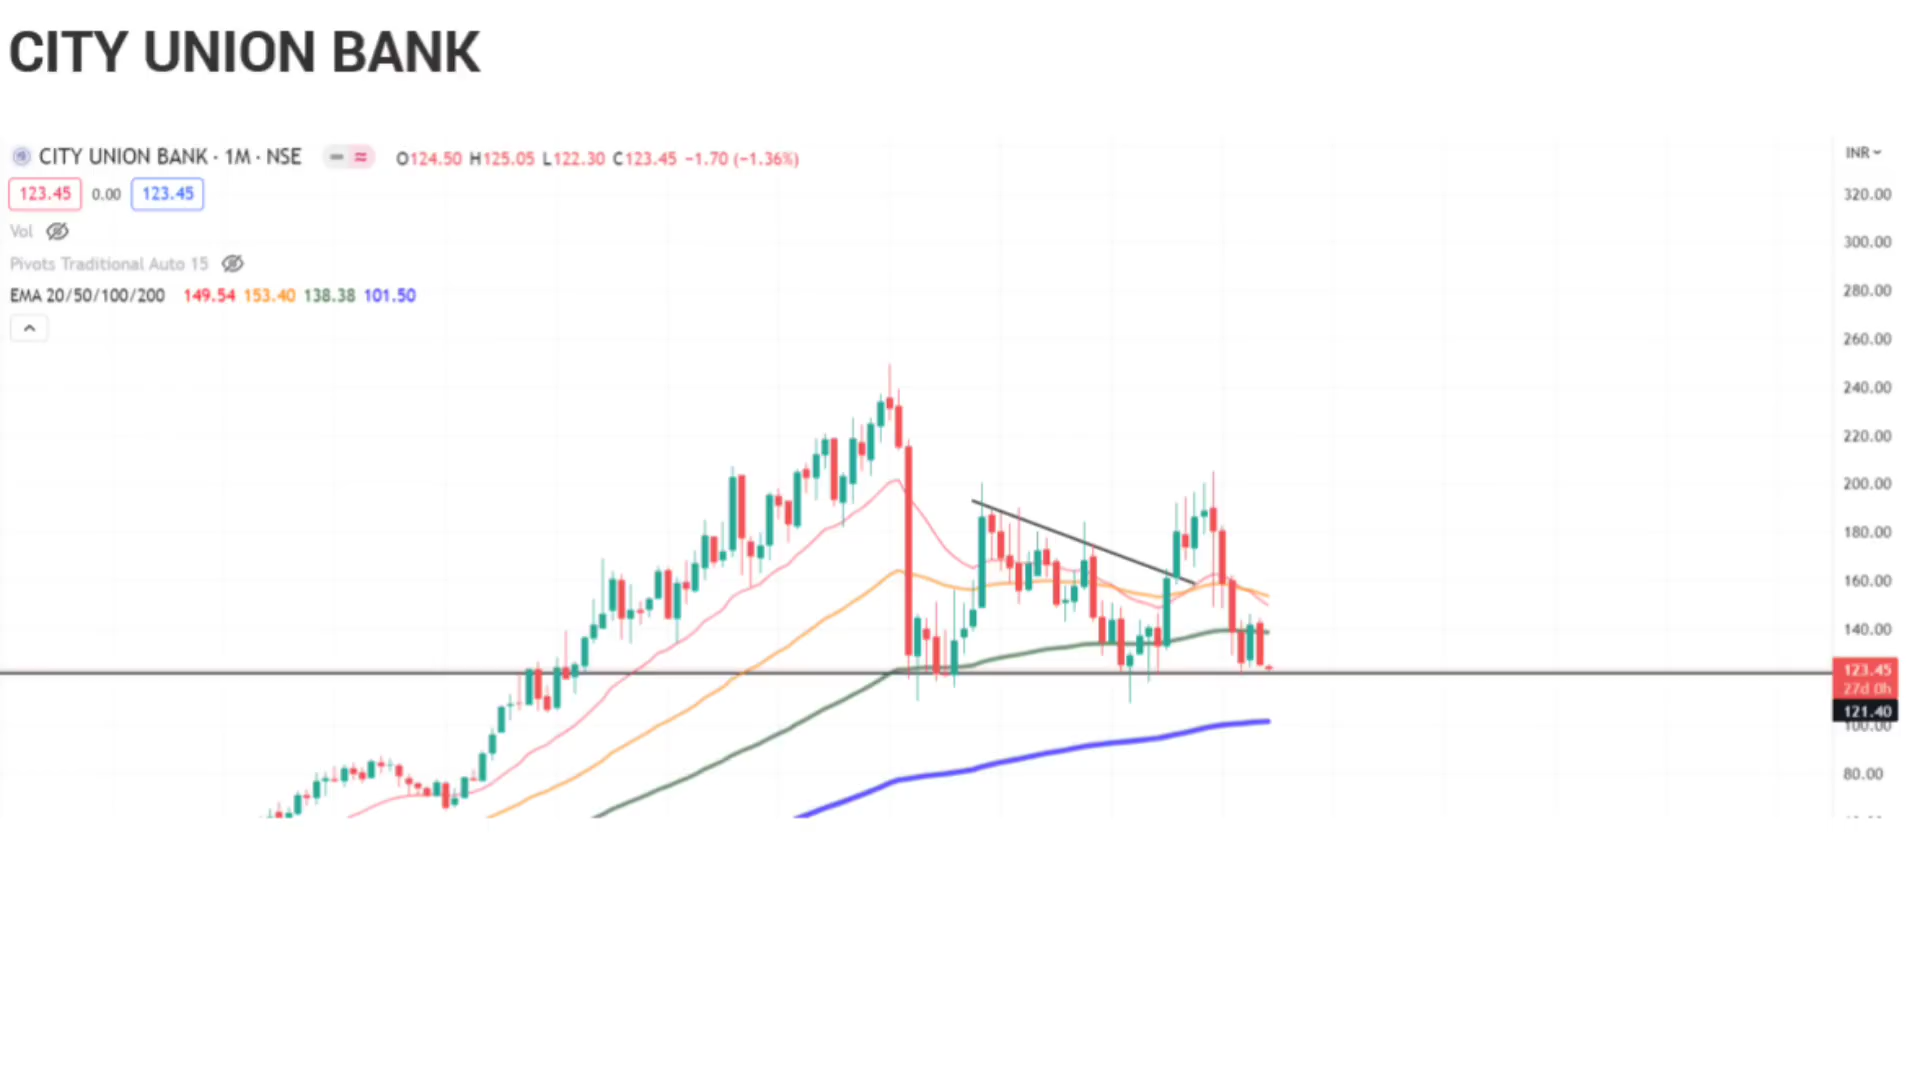 CITY UNION BANK
CITY UNION BANK · 1M · NSE O124.50 H125.05 L122.30 C123.45 −1.70 (−1.36%)
INR
123.45 0.00 123.45
Vol
Pivots Traditional Auto 15
EMA 20/50/100/200 149.54 153.40 138.38 101.50
320.00
300.00
280.00
260.00
240.00
220.00
200.00
180.00
160.00
140.00
123.45
27d 0h
121.40
100.00
80.00